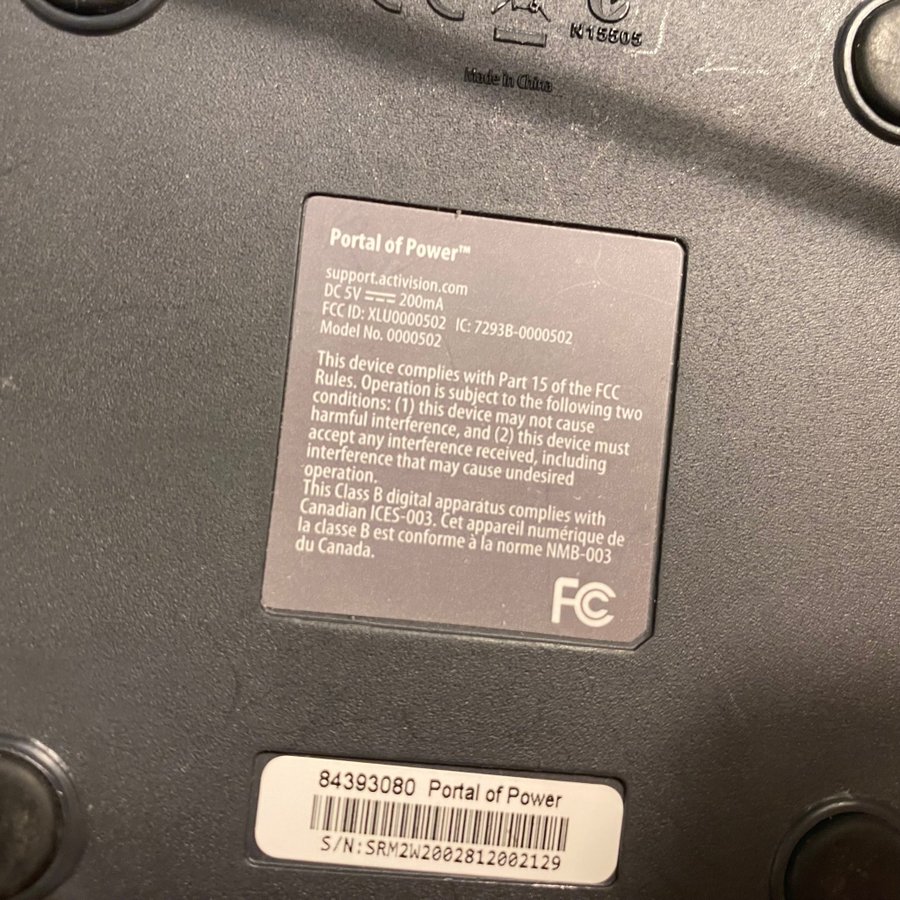 N15505
Made in China
Portal of Power™
support.activision.com
DC 5V ⎓ 200mA
FCC ID: XLU0000502 IC: 7293B-0000502
Model No. 0000502
This device complies with Part 15 of the FCC
Rules. Operation is subject to the following two
conditions: (1) this device may not cause
harmful interference, and (2) this device must
accept any interference received, including
interference that may cause undesired
operation.
This Class B digital apparatus complies with
Canadian ICES-003. Cet appareil numérique de
la classe B est conforme à la norme NMB-003
du Canada.
FC
84393080 Portal of Power
S/N:SRM2W2002812002129